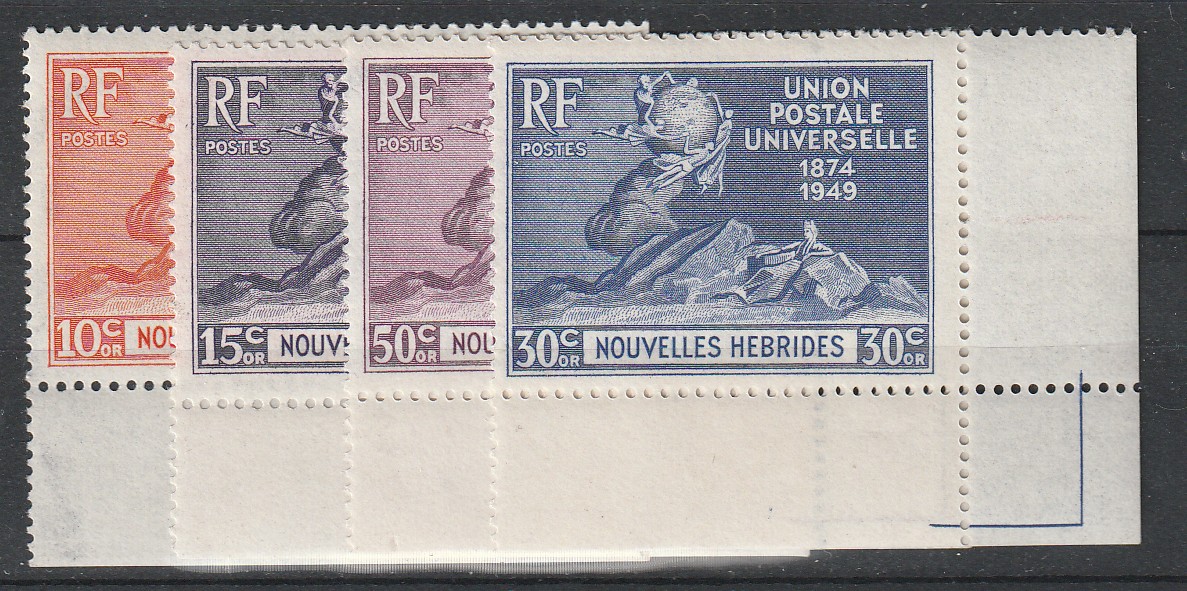 RF
POSTES
10c
OR
NOU
RF
POSTES
15c
OR
NOUV
RF
POSTES
50c
OR
NOU
RF
POSTES
UNION
POSTALE
UNIVERSELLE
1874
1949
30c
OR
NOUVELLES HEBRIDES
30c
OR